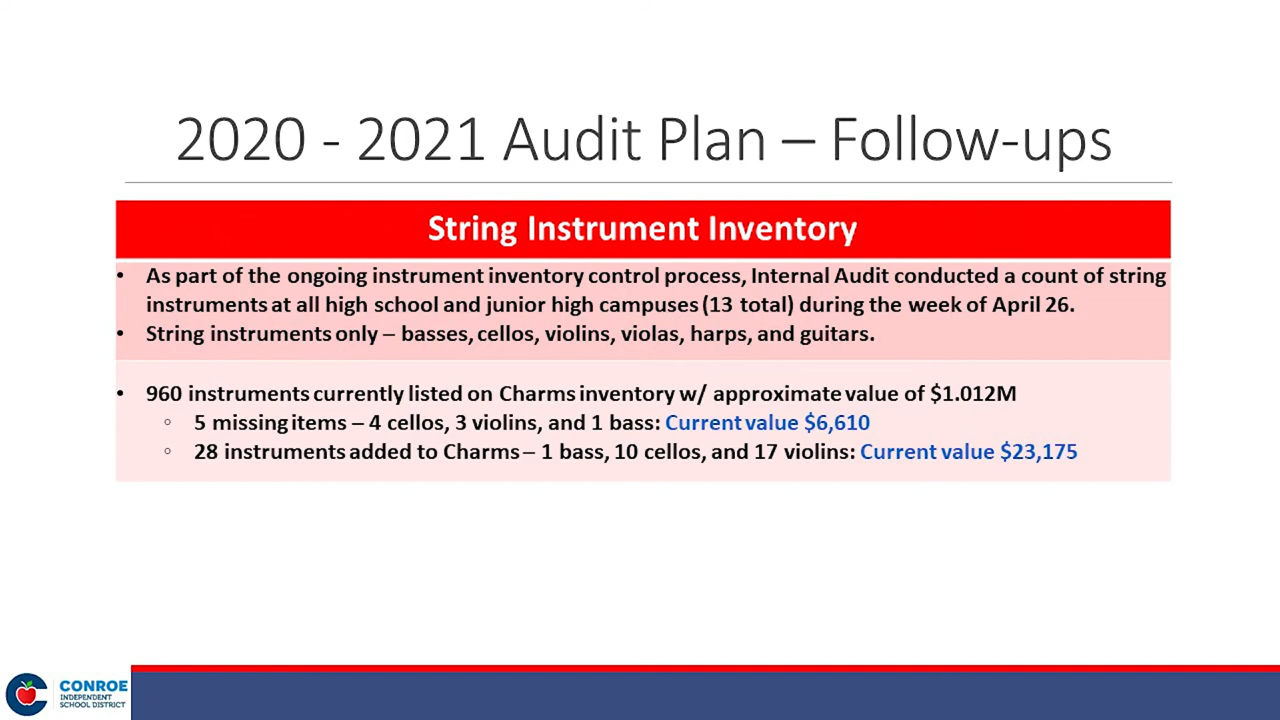 2020 - 2021 Audit Plan – Follow-ups
String Instrument Inventory
• As part of the ongoing instrument inventory control process, Internal Audit conducted a count of string
instruments at all high school and junior high campuses (13 total) during the week of April 26.
• String instruments only – basses, cellos, violins, violas, harps, and guitars.
• 960 instruments currently listed on Charms inventory w/ approximate value of $1.012M
◦ 5 missing items – 4 cellos, 3 violins, and 1 bass: Current value $6,610
◦ 28 instruments added to Charms – 1 bass, 10 cellos, and 17 violins: Current value $23,175
CONROE
INDEPENDENT
SCHOOL DISTRICT